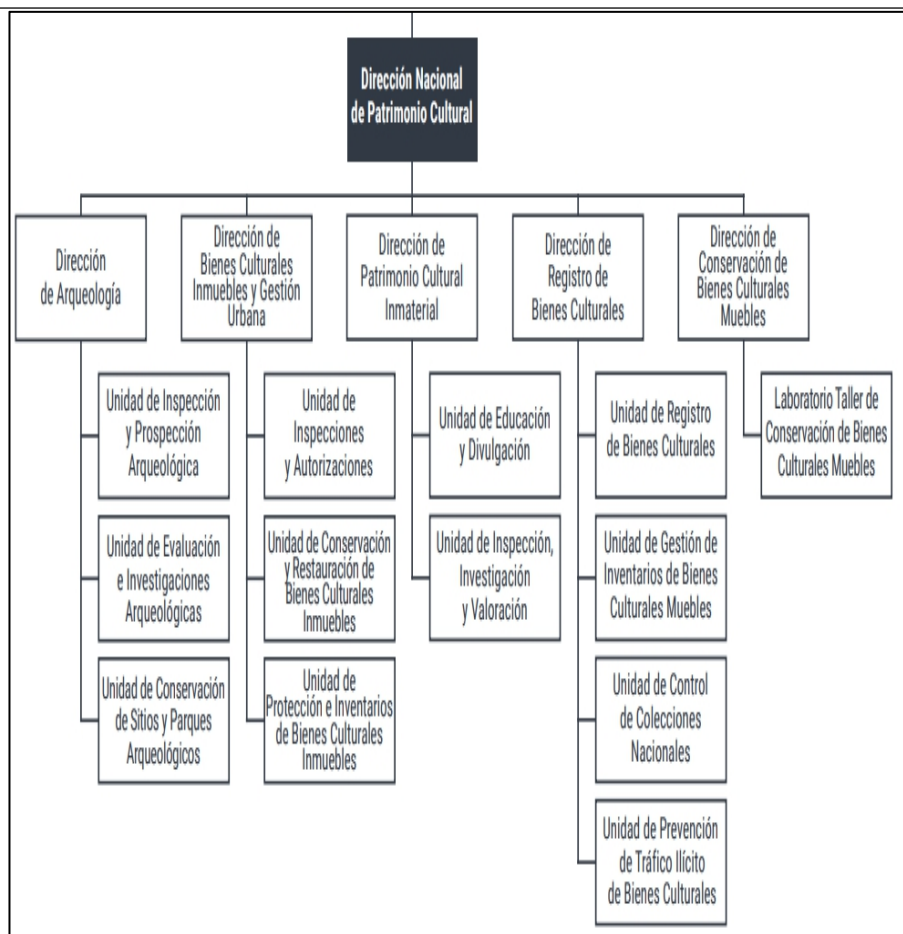 Dirección Nacional
de Patrimonio Cultural
Dirección
de Arqueología
Dirección de
Bienes Culturales
Inmuebles y Gestión
Urbana
Dirección de
Patrimonio Cultural
Inmaterial
Dirección de
Registro de
Bienes Culturales
Dirección de
Conservación de
Bienes Culturales
Muebles
Unidad de Inspección
y Prospección
Arqueológica
Unidad de
Inspecciones
y Autorizaciones
Unidad de Educación
y Divulgación
Unidad de Registro
de Bienes Culturales
Laboratorio Taller de
Conservación de Bienes
Culturales Muebles
Unidad de Evaluación
e Investigaciones
Arqueológicas
Unidad de Conservación
y Restauración de
Bienes Culturales
Inmuebles
Unidad de Inspección,
Investigación
y Valoración
Unidad de Gestión de
Inventarios de Bienes
Culturales Muebles
Unidad de Conservación
de Sitios y Parques
Arqueológicos
Unidad de
Protección e Inventarios
de Bienes Culturales
Inmuebles
Unidad de Control
de Colecciones
Nacionales
Unidad de Prevención
de Tráfico Ilícito
de Bienes Culturales